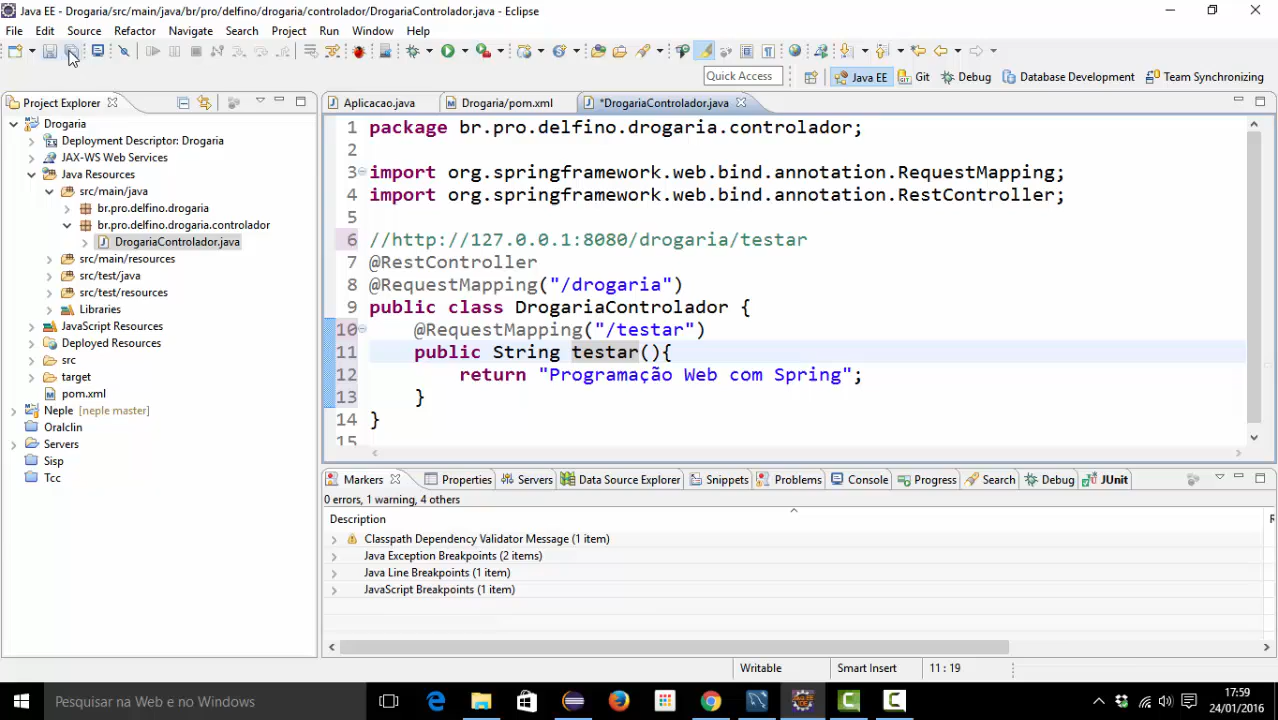 Java EE - Drogaria/src/main/java/br/pro/delfino/drogaria/controlador/DrogariaControlador.java - Eclipse
File Edit Source Refactor Navigate Search Project Run Window Help
Quick Access Java EE Git Debug Database Development Team Synchronizing
Project Explorer
Drogaria
Deployment Descriptor: Drogaria
JAX-WS Web Services
Java Resources
src/main/java
br.pro.delfino.drogaria
br.pro.delfino.drogaria.controlador
DrogariaControlador.java
src/main/resources
src/test/java
src/test/resources
Libraries
JavaScript Resources
Deployed Resources
src
target
pom.xml
Neple [neple master]
Oralclin
Servers
Sisp
Tcc
Aplicacao.java Drogaria/pom.xml *DrogariaControlador.java
1 package br.pro.delfino.drogaria.controlador;
2
3 import org.springframework.web.bind.annotation.RequestMapping;
4 import org.springframework.web.bind.annotation.RestController;
5
6 //http://127.0.0.1:8080/drogaria/testar
7 @RestController
8 @RequestMapping("/drogaria")
9 public class DrogariaControlador {
10 @RequestMapping("/testar")
11 public String testar(){
12 return "Programação Web com Spring";
13 }
14 }
15
Markers Properties Servers Data Source Explorer Snippets Problems Console Progress Search Debug JUnit
0 errors, 1 warning, 4 others
Description R
Classpath Dependency Validator Message (1 item)
Java Exception Breakpoints (2 items)
Java Line Breakpoints (1 item)
JavaScript Breakpoints (1 item)
Writable Smart Insert 11 : 19
Pesquisar na Web e no Windows
17:59
24/01/2016